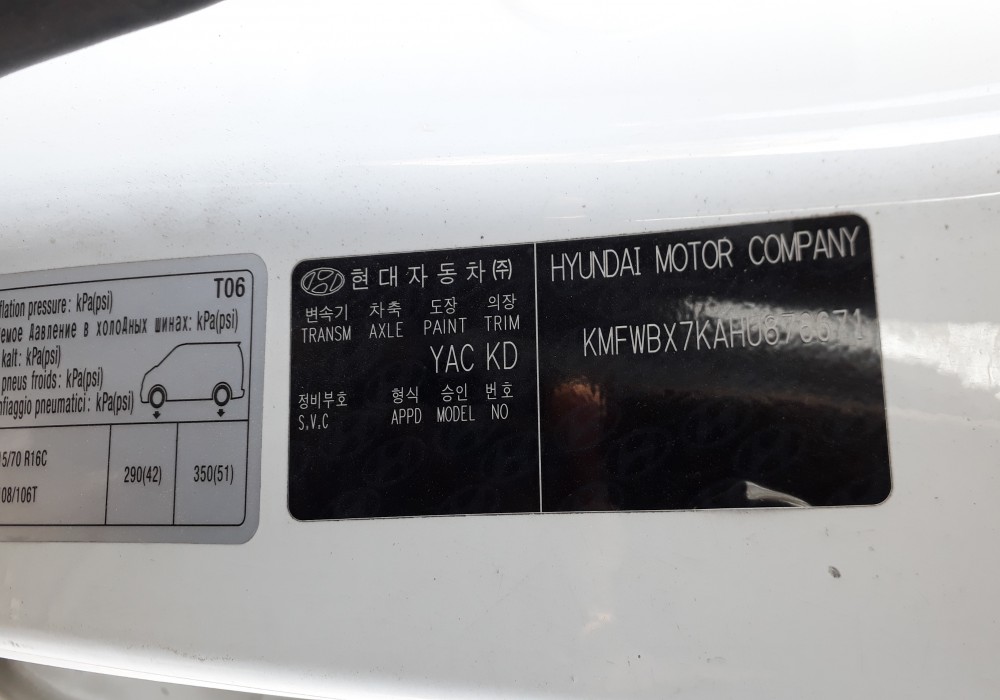 T06
flation pressure: kPa(psi)
емое давление в холодных шинах: kPa(psi)
kalt: kPa(psi)
pneus froids: kPa(psi)
nfiaggio pneumatici: kPa(psi)
5/70 R16C
08/106T
290(42)
350(51)
현대자동차(주)
변속기 차축 도장 의장
TRANSM AXLE PAINT TRIM
YAC KD
정비부호 형식 승인 번호
S.V.C APPD MODEL NO
HYUNDAI MOTOR COMPANY
KMFWBX7KAHU678671